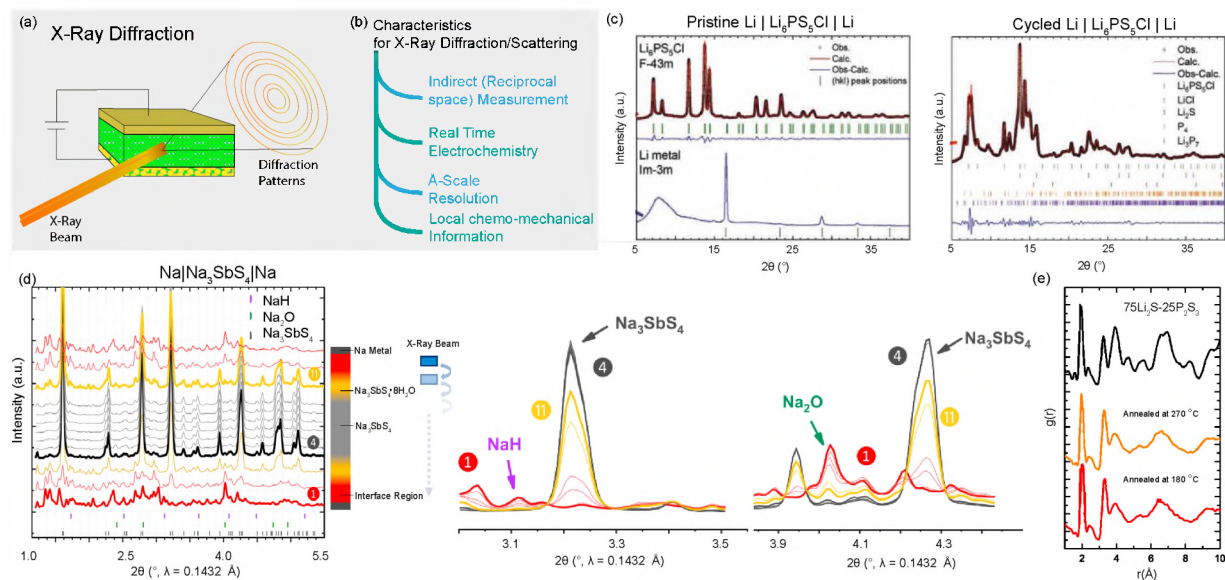 (a)
X-Ray Diffraction
Diffraction
Patterns
X-Ray
Beam
(b)
Characteristics
for X-Ray Diffraction/Scattering
Indirect (Reciprocal
space) Measurement
Real Time
Electrochemistry
Å-Scale
Resolution
Local chemo-mechanical
Information
(c)
Pristine Li | Li₆PS₅Cl | Li
Intensity (a.u.)
Li₆PS₅Cl
F-43m
Obs.
Calc.
Obs-Calc.
(hkl) peak positions
Li metal
Im-3m
5 15 25 35
2θ (°)
Cycled Li | Li₆PS₅Cl | Li
Intensity (a.u.)
Obs.
Calc.
Obs-Calc.
Li₆PS₅Cl
LiCl
Li₂S
P₄
Li₃P₇
5 15 25 35
2θ (°)
(d)
Na|Na₃SbS₄|Na
Intensity (a.u.)
NaH
Na₂O
Na₃SbS₄
11
4
1
1.0 2.5 4.0 5.5
2θ (°, λ = 0.1432 Å)
Na Metal
Na₃SbS₄·8H₂O
Na₃SbS₄
Interface Region
X-Ray Beam
Na₃SbS₄
4
11
NaH
1
3.1 3.3 3.5
2θ (°, λ = 0.1432 Å)
Na₃SbS₄
4
Na₂O
11
1
3.9 4.1 4.3
2θ (°, λ = 0.1432 Å)
(e)
75Li₂S-25P₂S₃
g(r)
Annealed at 270 °C
Annealed at 180 °C
0 2 4 6 8 10
r(Å)